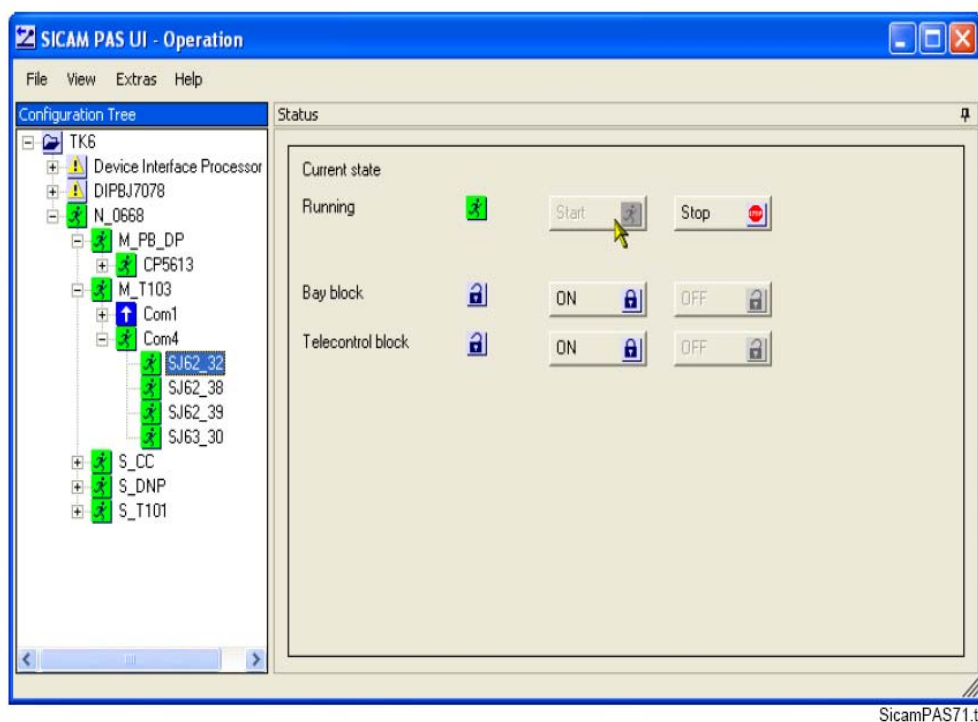 SICAM PAS UI - Operation
File View Extras Help
Configuration Tree
TK6
Device Interface Processor
DIPBJ7078
N_0668
M_PB_DP
CP5613
M_T103
Com1
Com4
SJ62_32
SJ62_38
SJ62_39
SJ63_30
S_CC
S_DNP
S_T101
Status
Current state
Running Start Stop STOP
Bay block ON OFF
Telecontrol block ON OFF
SicamPAS71.t